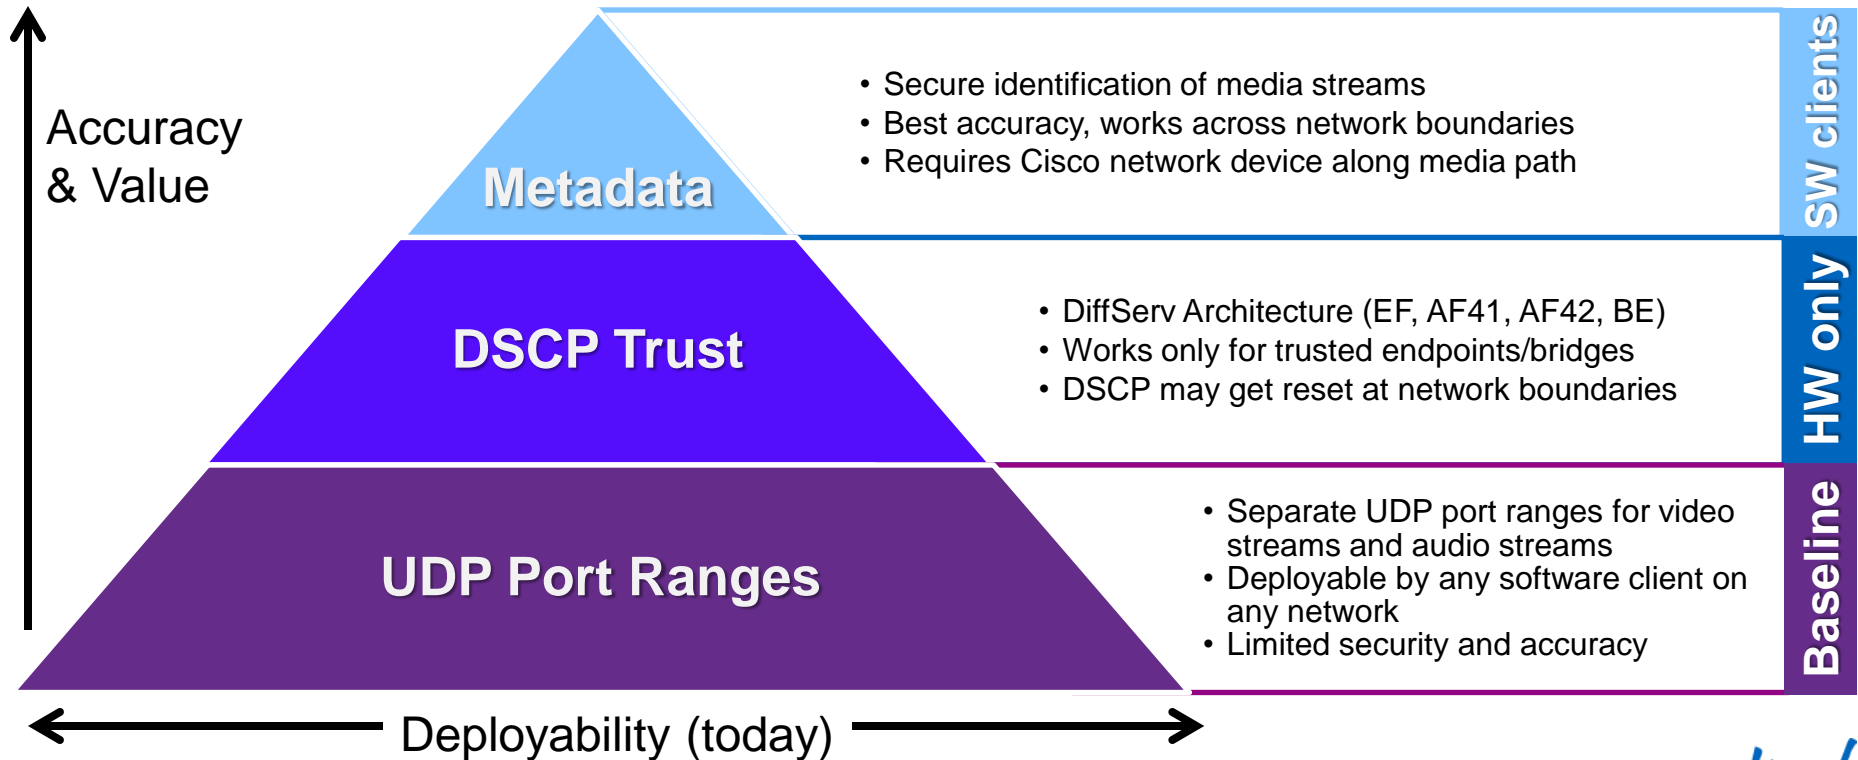 Accuracy
& Value
Metadata
• Secure identification of media streams
• Best accuracy, works across network boundaries
• Requires Cisco network device along media path
SW clients
DSCP Trust
• DiffServ Architecture (EF, AF41, AF42, BE)
• Works only for trusted endpoints/bridges
• DSCP may get reset at network boundaries
HW only
UDP Port Ranges
• Separate UDP port ranges for video
streams and audio streams
• Deployable by any software client on
any network
• Limited security and accuracy
Baseline
Deployability (today)